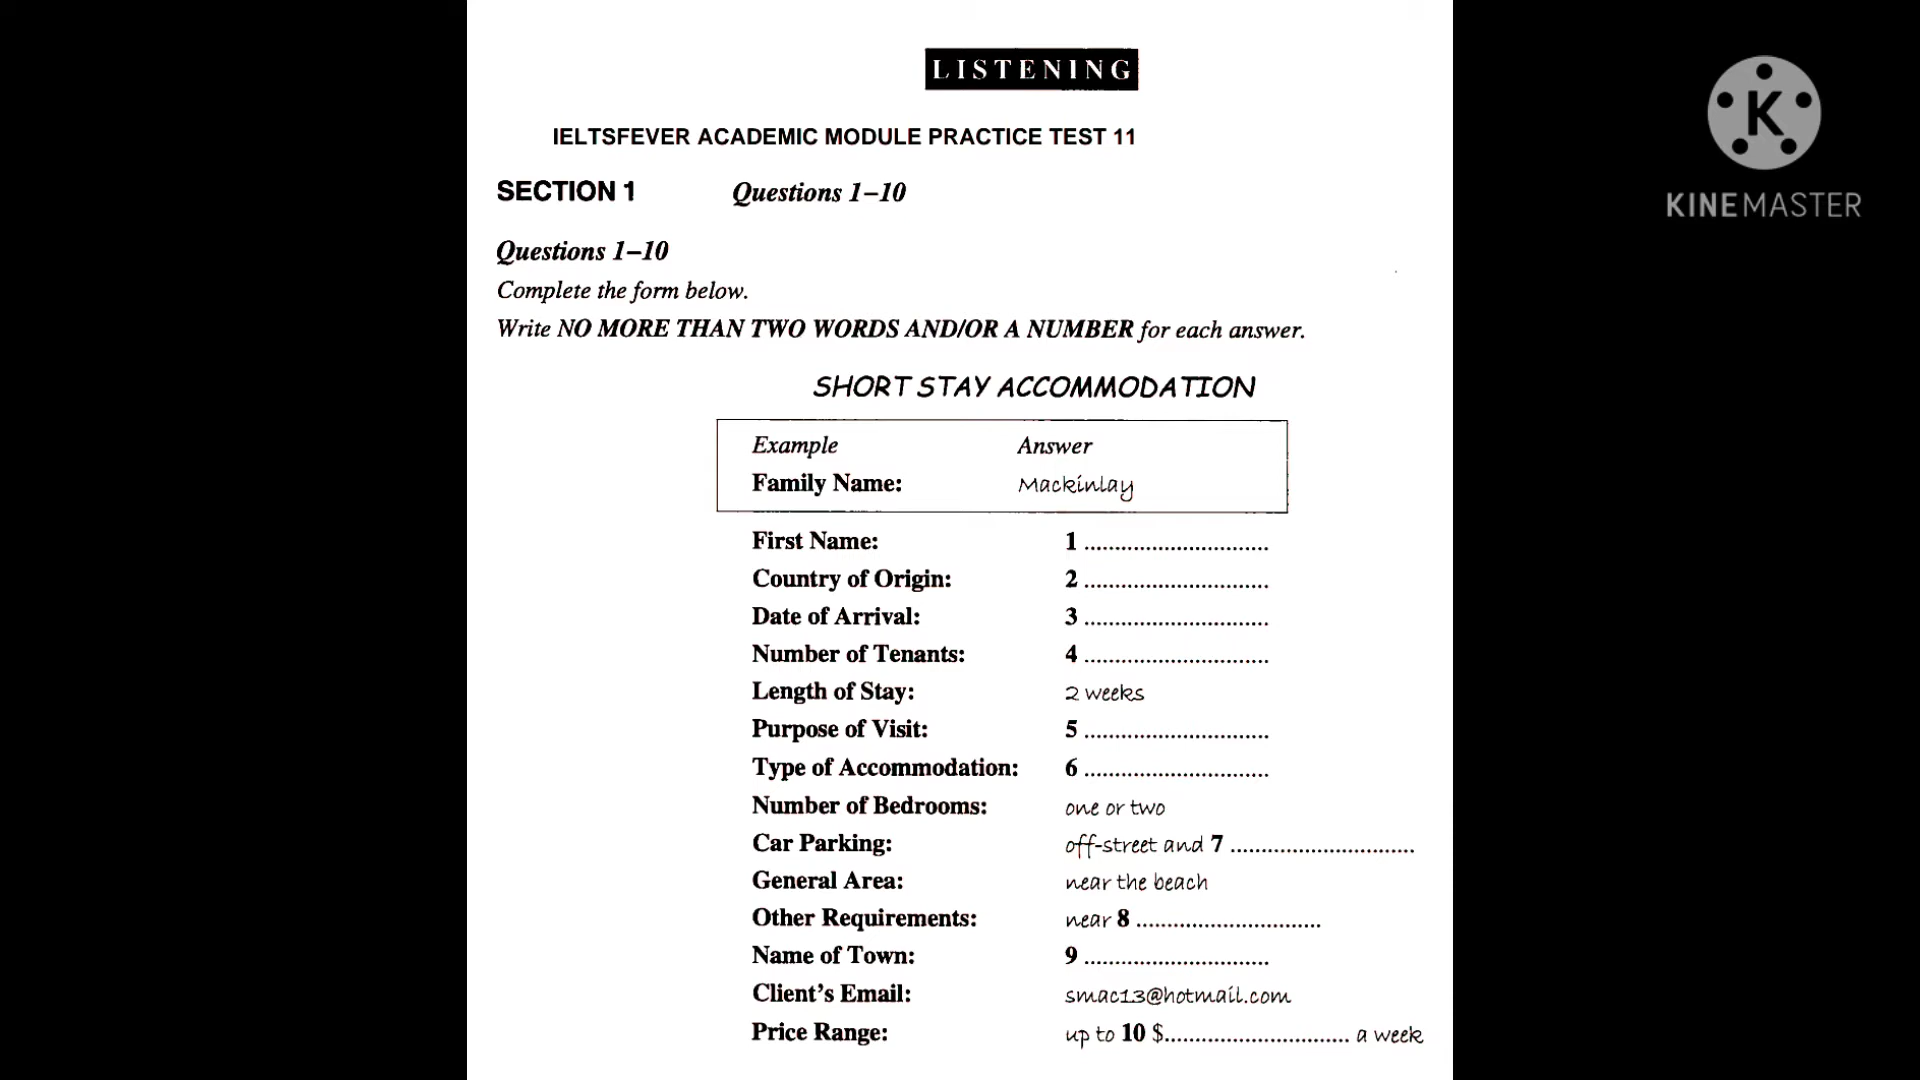 LISTENING
IELTSFEVER ACADEMIC MODULE PRACTICE TEST 11
SECTION 1 Questions 1–10
Questions 1–10
Complete the form below.
Write NO MORE THAN TWO WORDS AND/OR A NUMBER for each answer.
SHORT STAY ACCOMMODATION
Example Answer
Family Name: Mackinlay
First Name: 1 ..............................
Country of Origin: 2 ..............................
Date of Arrival: 3 ..............................
Number of Tenants: 4 ..............................
Length of Stay: 2 weeks
Purpose of Visit: 5 ..............................
Type of Accommodation: 6 ..............................
Number of Bedrooms: one or two
Car Parking: off-street and 7 ..............................
General Area: near the beach
Other Requirements: near 8 ..............................
Name of Town: 9 ..............................
Client's Email: smac13@hotmail.com
Price Range: up to 10 $.............................. a week
K
KINEMASTER